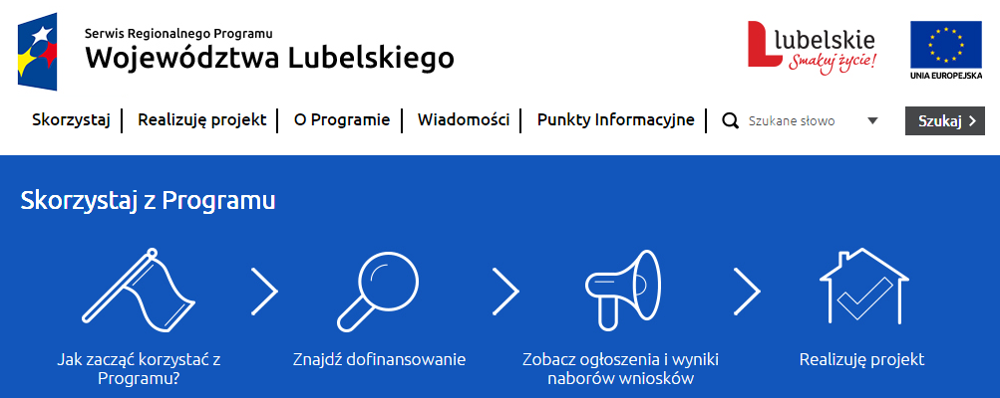 Serwis Regionalnego Programu
Województwa Lubelskiego
lubelskie
Smakuj życie!
UNIA EUROPEJSKA
Skorzystaj
Realizuję projekt
O Programie
Wiadomości
Punkty Informacyjne
Szukane słowo
Szukaj
Skorzystaj z Programu
Jak zacząć korzystać z
Programu?
Znajdź dofinansowanie
Zobacz ogłoszenia i wyniki
naborów wniosków
Realizuję projekt